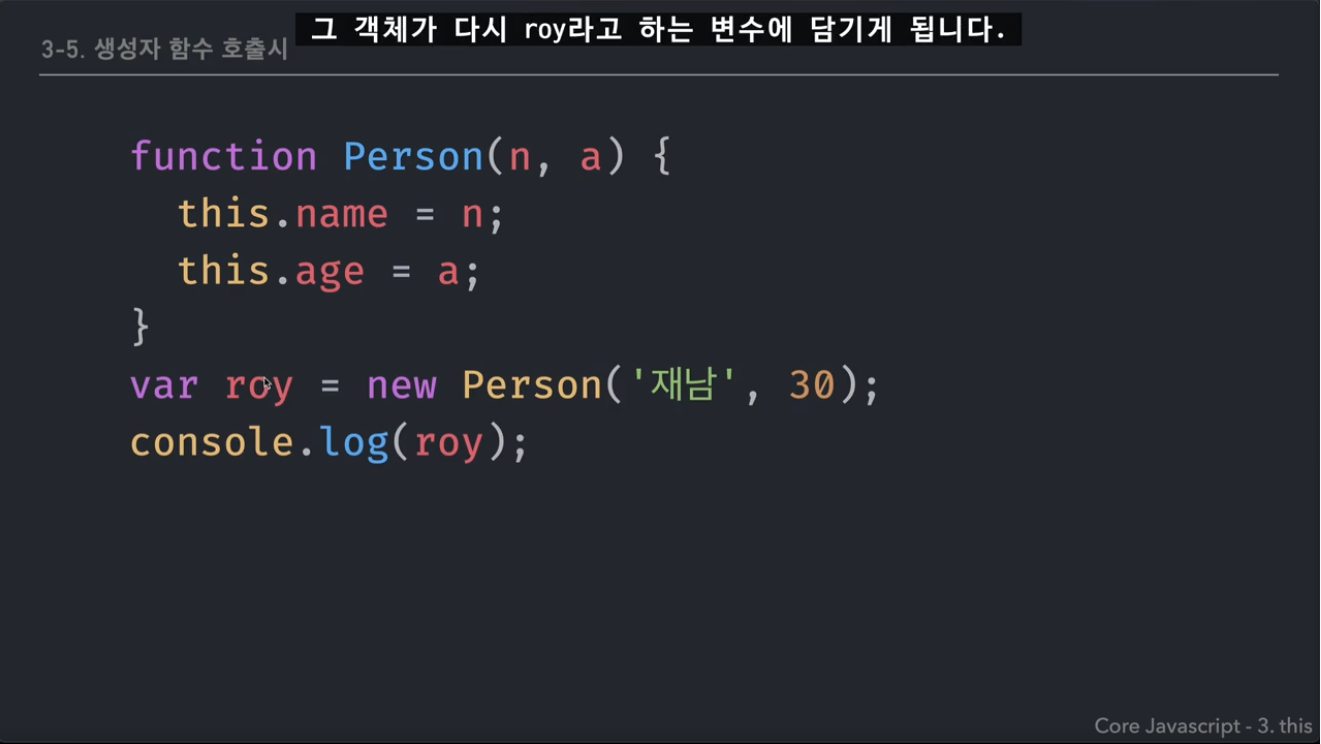 그 객체가 다시 roy라고 하는 변수에 담기게 됩니다.
3-5. 생성자 함수 호출시
function Person(n, a) {
  this.name = n;
  this.age = a;
}
var roy = new Person('재남', 30);
console.log(roy);
Core Javascript - 3. this